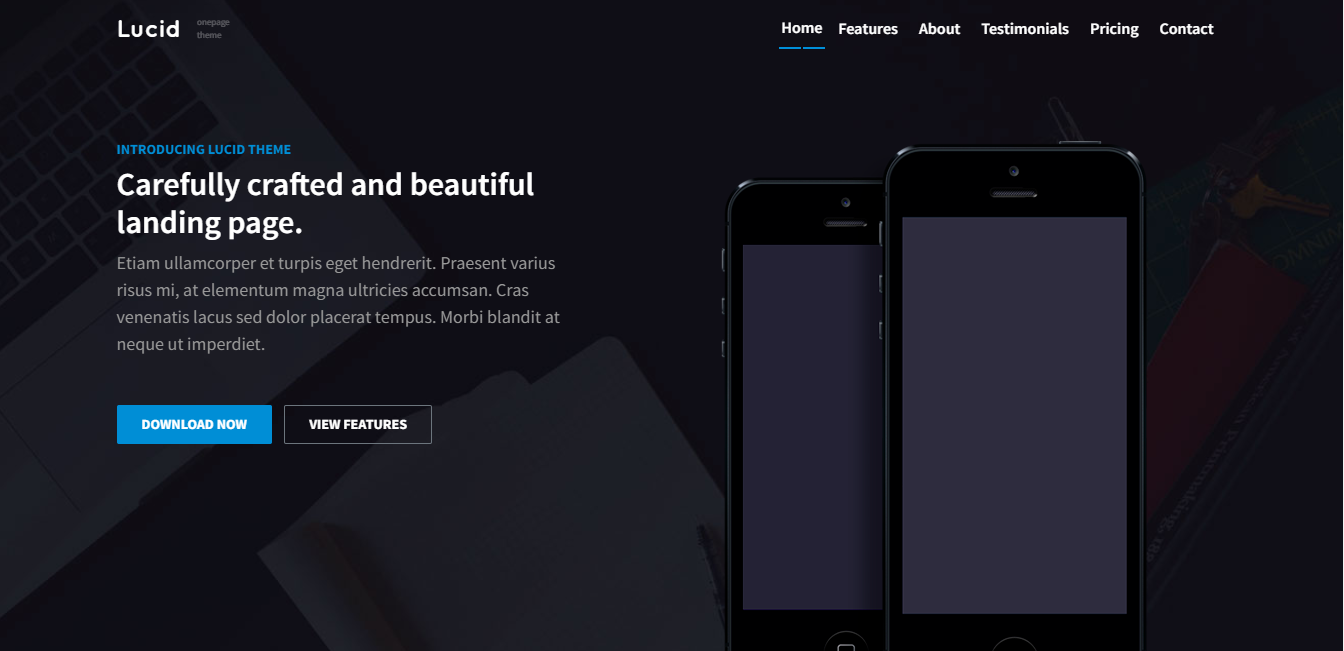 Lucid
onepage
theme
Home Features About Testimonials Pricing Contact
INTRODUCING LUCID THEME
Carefully crafted and beautiful
landing page.
Etiam ullamcorper et turpis eget hendrerit. Praesent varius
risus mi, at elementum magna ultricies accumsan. Cras
venenatis lacus sed dolor placerat tempus. Morbi blandit at
neque ut imperdiet.
DOWNLOAD NOW VIEW FEATURES